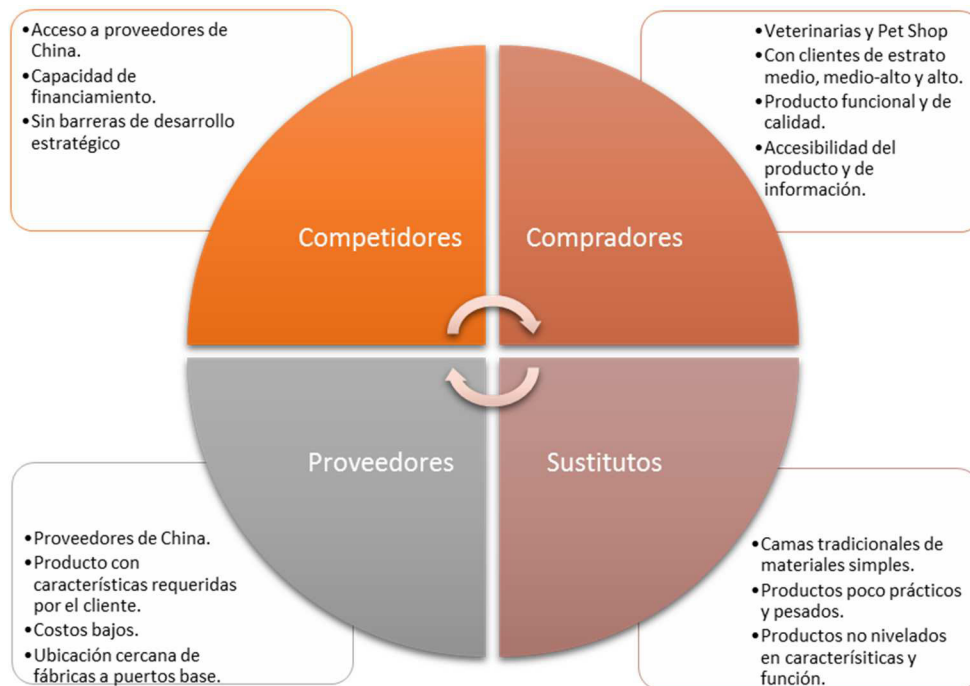 •Acceso a proveedores de
China.
•Capacidad de
financiamiento.
•Sin barreras de desarrollo
estratégico
•Veterinarias y Pet Shop
•Con clientes de estrato
medio, medio-alto y alto.
•Producto funcional y de
calidad.
•Accesibilidad del
producto y de
información.
Competidores
Compradores
Proveedores
Sustitutos
•Proveedores de China.
•Producto con
características requeridas
por el cliente.
•Costos bajos.
•Ubicación cercana de
fábricas a puertos base.
•Camas tradicionales de
materiales simples.
•Productos poco prácticos
y pesados.
•Productos no nivelados
en caracterísiticas y
función.